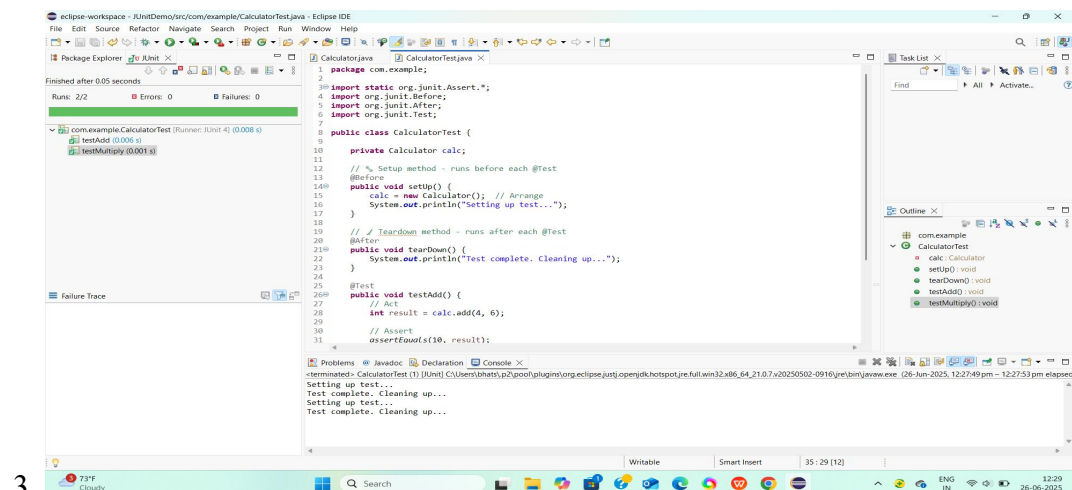 eclipse-workspace - JUnitDemo/src/com/example/CalculatorTest.java - Eclipse IDE
File Edit Source Refactor Navigate Search Project Run Window Help
Package Explorer JUnit
Finished after 0.05 seconds
Runs: 2/2 Errors: 0 Failures: 0
com.example.CalculatorTest [Runner: JUnit 4] (0.008 s)
testAdd (0.006 s)
testMultiply (0.001 s)
Failure Trace
Calculator.java CalculatorTest.java
1 package com.example;
2
3 import static org.junit.Assert.*;
4 import org.junit.Before;
5 import org.junit.After;
6 import org.junit.Test;
7
8 public class CalculatorTest {
9
10 private Calculator calc;
11
12 // Setup method - runs before each @Test
13 @Before
14 public void setUp() {
15 calc = new Calculator(); // Arrange
16 System.out.println("Setting up test...");
17 }
18
19 // Teardown method - runs after each @Test
20 @After
21 public void tearDown() {
22 System.out.println("Test complete. Cleaning up...");
23 }
24
25 @Test
26 public void testAdd() {
27 // Act
28 int result = calc.add(4, 6);
29
30 // Assert
31 assertEquals(10, result);
Task List
Find All Activate...
Outline
com.example
CalculatorTest
calc : Calculator
setUp() : void
tearDown() : void
testAdd() : void
testMultiply() : void
Problems Javadoc Declaration Console
<terminated> CalculatorTest (1) [JUnit] C:\Users\bhats\.p2\pool\plugins\org.eclipse.justj.openjdk.hotspot.jre.full.win32.x86_64_21.0.7.v20250502-0916\jre\bin\javaw.exe (26-Jun-2025, 12:27:49 pm – 12:27:53 pm elapsed
Setting up test...
Test complete. Cleaning up...
Setting up test...
Test complete. Cleaning up...
Writable Smart Insert 35 : 29 [12]
3
73°F
Cloudy
Search
ENG
IN
12:29
26-06-2025
3